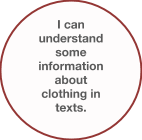 I can
understand
some
information
about
clothing in
texts.